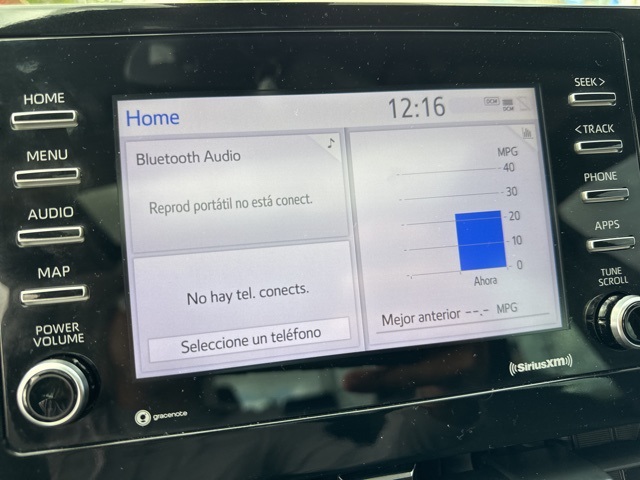 HOME
MENU
AUDIO
MAP
POWER
VOLUME
Home
12:16
DCM
DCM
Bluetooth Audio
Reprod portátil no está conect.
No hay tel. conects.
Seleccione un teléfono
MPG
40
30
20
10
0
Ahora
Mejor anterior --.- MPG
SEEK >
< TRACK
PHONE
APPS
TUNE
SCROLL
gracenote
((SiriusXM))